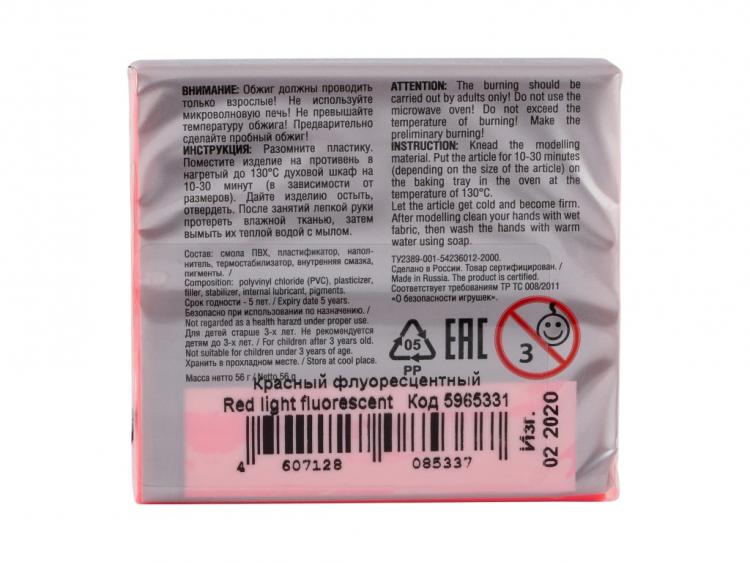 ВНИМАНИЕ: Обжиг должны проводить
только взрослые! Не используйте
микроволновую печь! Не превышайте
температуру обжига! Предварительно
сделайте пробный обжиг!
ИНСТРУКЦИЯ: Разомните пластику.
Поместите изделие на противень в
нагретый до 130°С духовой шкаф на
10-30 минут (в зависимости от
размеров). Дайте изделию остыть,
отвердеть. После занятий лепкой руки
протереть влажной тканью, затем
вымыть их теплой водой с мылом.
ATTENTION: The burning should be
carried out by adults only! Do not use the
microwave oven! Do not exceed the
temperature of burning! Make the
preliminary burning!
INSTRUCTION: Knead the modelling
material. Put the article for 10-30 minutes
(depending on the size of the article) on
the baking tray in the oven at the
temperature of 130°C.
Let the article get cold and become firm.
After modelling clean your hands with wet
fabric, then wash the hands with warm
water using soap.
Состав: смола ПВХ, пластификатор, напол-
нитель, термостабилизатор, внутренняя смазка,
пигменты. /
Composition: polyvinyl chloride (PVC), plasticizer,
filler, stabilizer, internal lubricant, pigments.
Срок годности - 5 лет. / Expiry date 5 years.
Безопасно при использовании по назначению. /
Not regarded as a health harazd under proper use.
Для детей старше 3-х лет. Не рекомендуется
детям до 3-х лет. / For children after 3 years old.
Not suitable for children under 3 years of age.
Хранить в прохладном месте. / Store at cool place.
Масса нетто 56 г / Netto 56 g
ТУ2389-001-54236012-2000.
Сделано в России. Товар сертифицирован. /
Made in Russia. The product is certified.
Соответствует требованиям ТР ТС 008/2011
«О безопасности игрушек».
05
PP
EAC
3
Красный флуоресцентный
Red light fluorescent Код 5965331
4 607128 085337
Изг.
02 2020